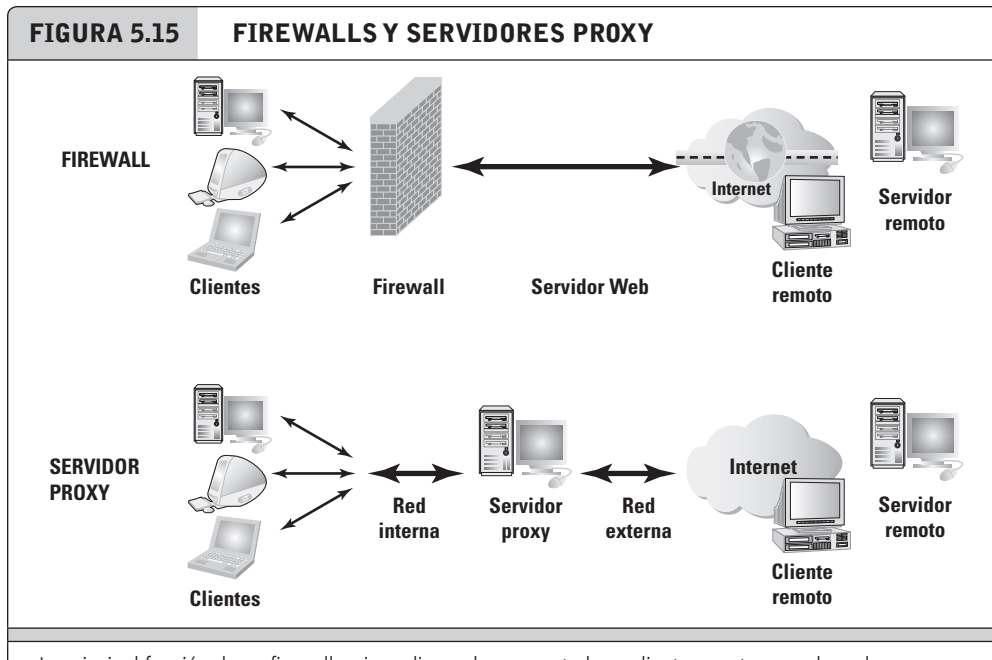 FIGURA 5.15 FIREWALLS Y SERVIDORES PROXY
FIREWALL
Internet
Servidor
remoto
Clientes
Firewall
Servidor Web
Cliente
remoto
SERVIDOR
PROXY
Red
interna
Servidor
proxy
Red
externa
Internet
Servidor
remoto
Clientes
Cliente
remoto